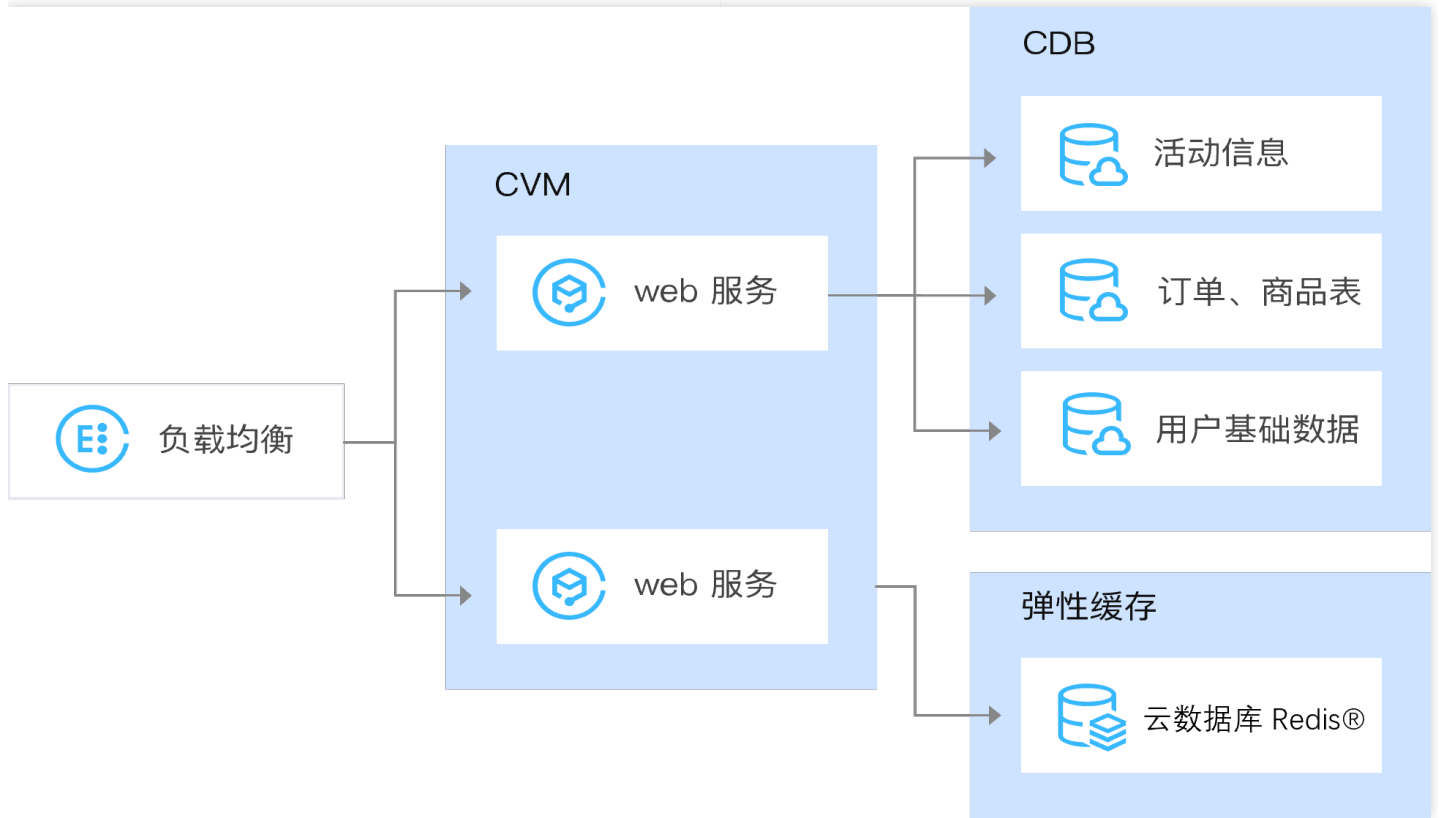 CDB
活动信息
CVM
web 服务
订单、商品表
用户基础数据
E
负载均衡
web 服务
弹性缓存
云数据库 Redis®